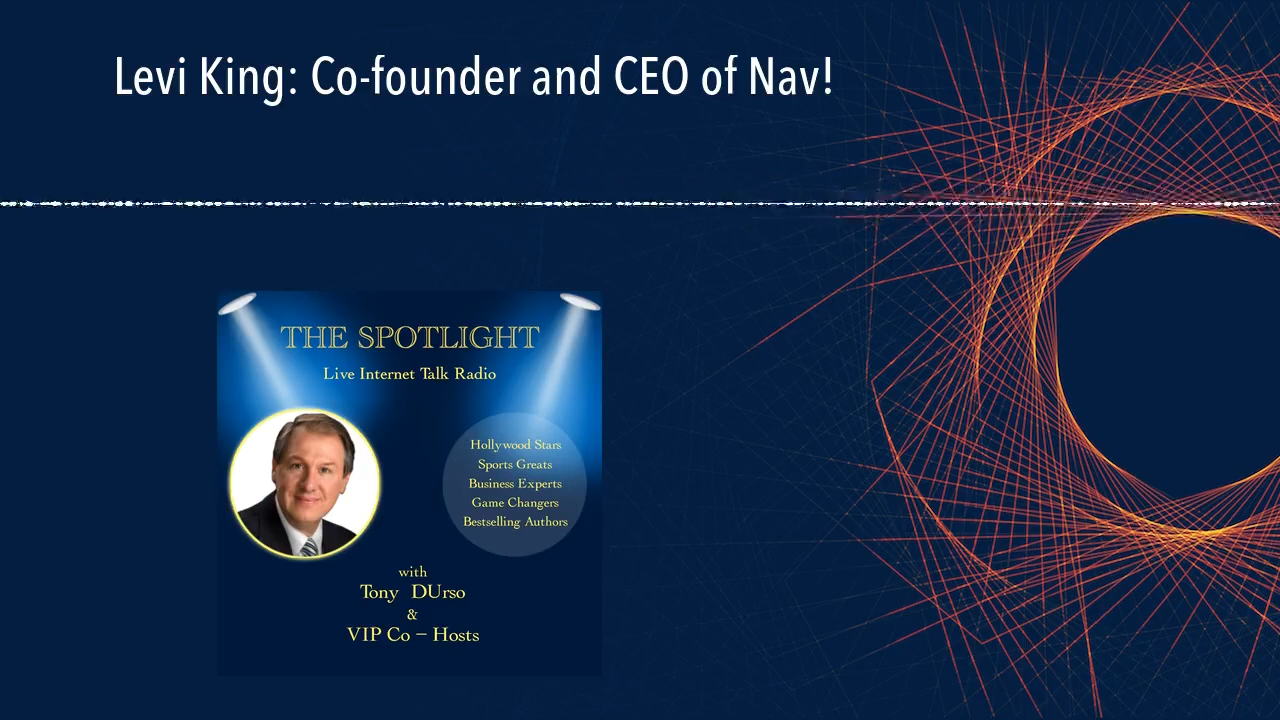 Levi King: Co-founder and CEO of Nav!
THE SPOTLIGHT
Live Internet Talk Radio
Hollywood Stars
Sports Greats
Business Experts
Game Changers
Bestselling Authors
with
Tony DUrso
&
VIP Co – Hosts